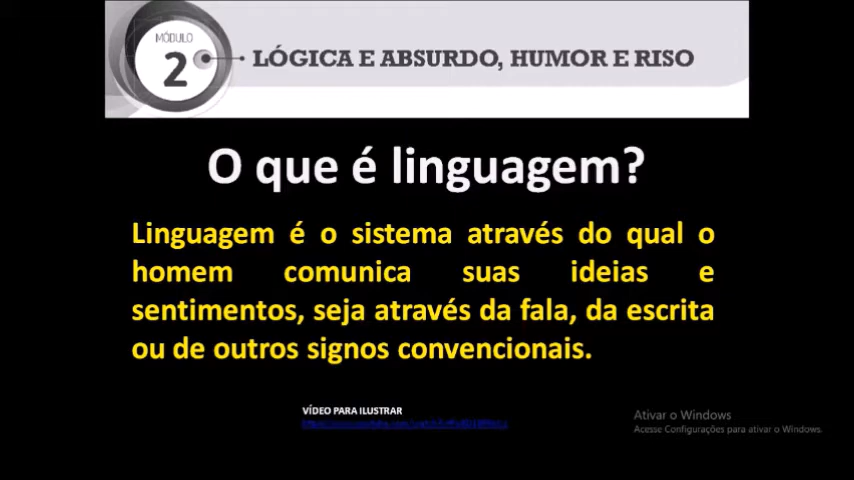 MÓDULO
2
LÓGICA E ABSURDO, HUMOR E RISO
O que é linguagem?
Linguagem é o sistema através do qual o
homem comunica suas ideias e
sentimentos, seja através da fala, da escrita
ou de outros signos convencionais.
VÍDEO PARA ILUSTRAR
Ativar o Windows
Acesse Configurações para ativar o Windows.